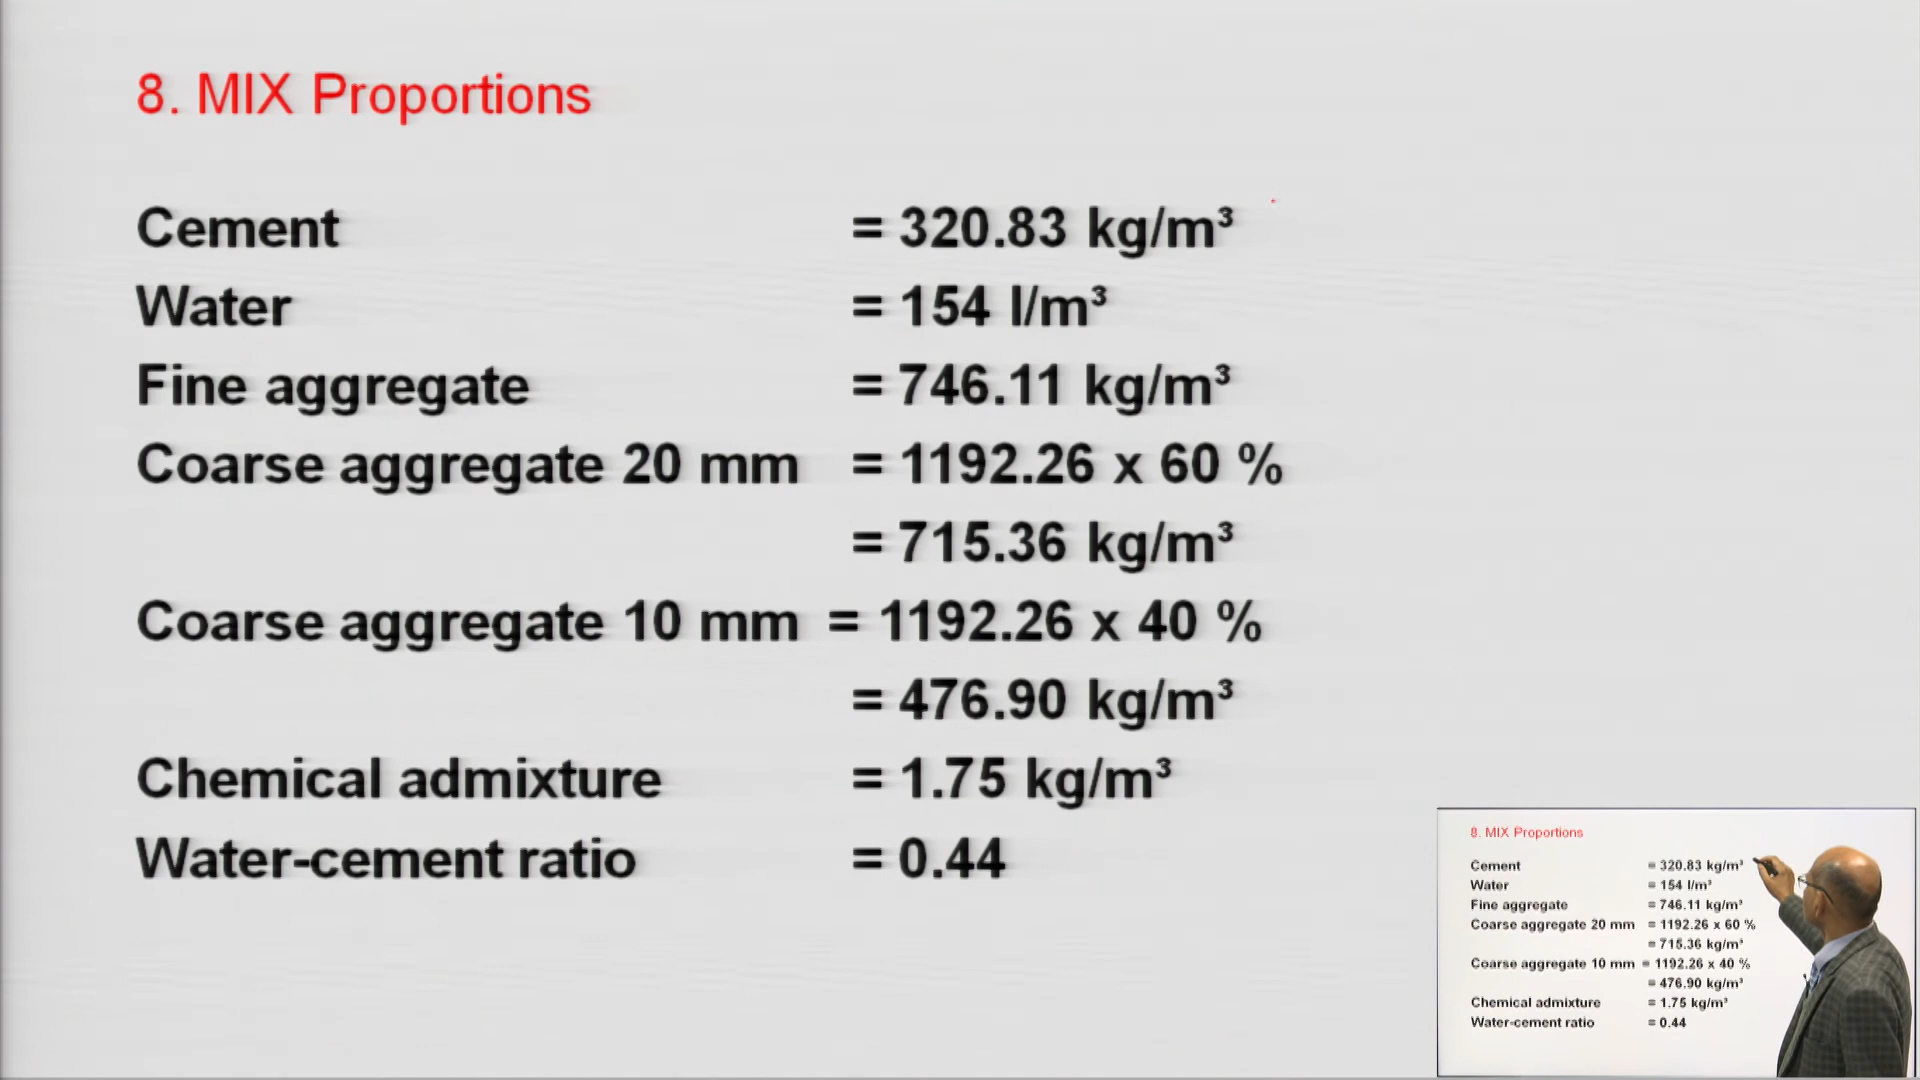 8. MIX Proportions
Cement = 320.83 kg/m³
Water = 154 l/m³
Fine aggregate = 746.11 kg/m³
Coarse aggregate 20 mm = 1192.26 x 60 %
= 715.36 kg/m³
Coarse aggregate 10 mm = 1192.26 x 40 %
= 476.90 kg/m³
Chemical admixture = 1.75 kg/m³
Water-cement ratio = 0.44
8. MIX Proportions
Cement = 320.83 kg/m³
Water = 154 l/m³
Fine aggregate = 746.11 kg/m³
Coarse aggregate 20 mm = 1192.26 x 60 %
= 715.36 kg/m³
Coarse aggregate 10 mm = 1192.26 x 40 %
= 476.90 kg/m³
Chemical admixture = 1.75 kg/m³
Water-cement ratio = 0.44